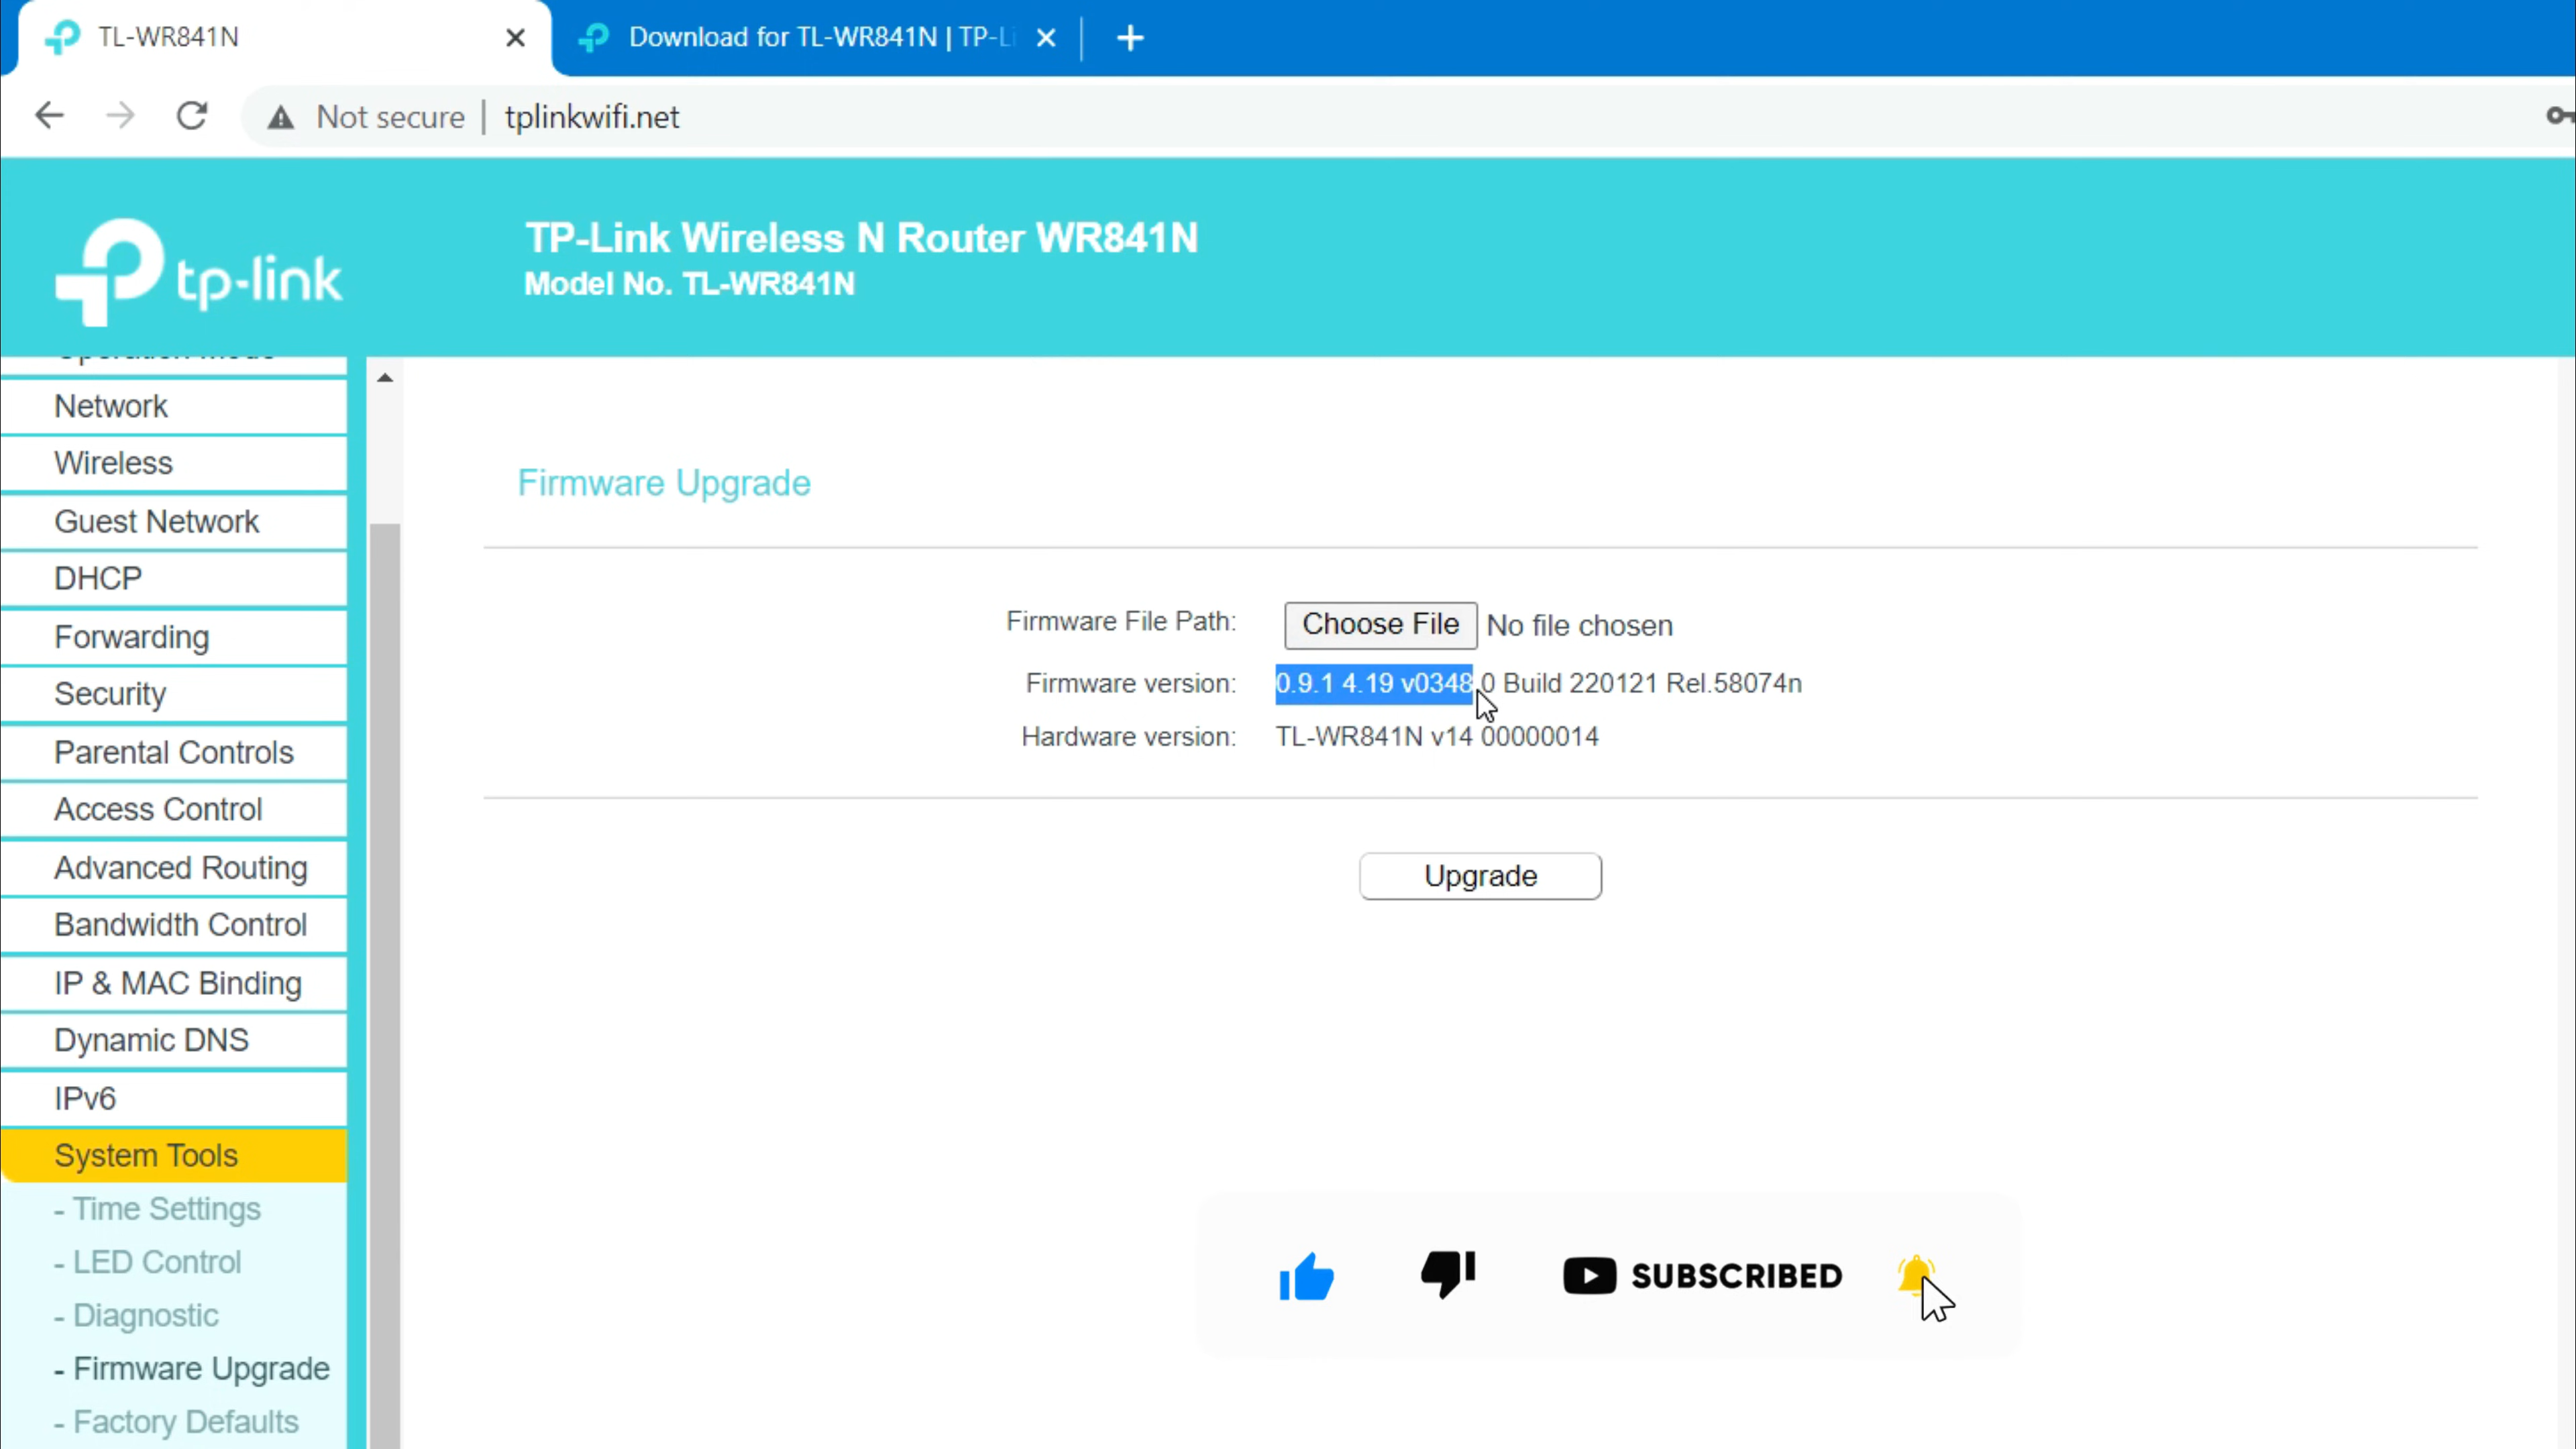 TL-WR841N
Download for TL-WR841N | TP-Li
Not secure | tplinkwifi.net
tp-link
TP-Link Wireless N Router WR841N
Model No. TL-WR841N
Operation Mode
Network
Wireless
Guest Network
DHCP
Forwarding
Security
Parental Controls
Access Control
Advanced Routing
Bandwidth Control
IP & MAC Binding
Dynamic DNS
IPv6
System Tools
- Time Settings
- LED Control
- Diagnostic
- Firmware Upgrade
- Factory Defaults
Firmware Upgrade
Firmware File Path: Choose File No file chosen
Firmware version: 0.9.1 4.19 v0348.0 Build 220121 Rel.58074n
Hardware version: TL-WR841N v14 00000014
Upgrade
SUBSCRIBED